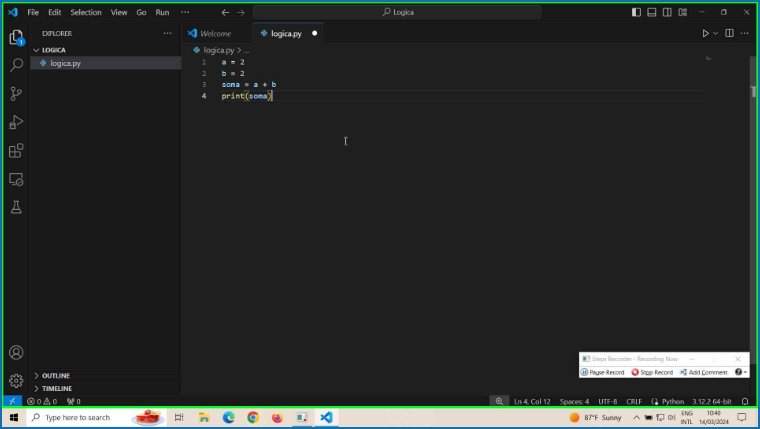 File Edit Selection View Go Run ··· Logica
EXPLORER ··· Welcome logica.py
LOGICA
logica.py
logica.py > ...
1 a = 2
2 b = 2
3 soma = a + b
4 print(soma)
Steps Recorder - Recording Now
Pause Record Stop Record Add Comment
OUTLINE
TIMELINE
0 0 0 Ln 4, Col 12 Spaces: 4 UTF-8 CRLF Python 3.12.2 64-bit
Type here to search 87°F Sunny ENG INTL 10:40 14/03/2024
1